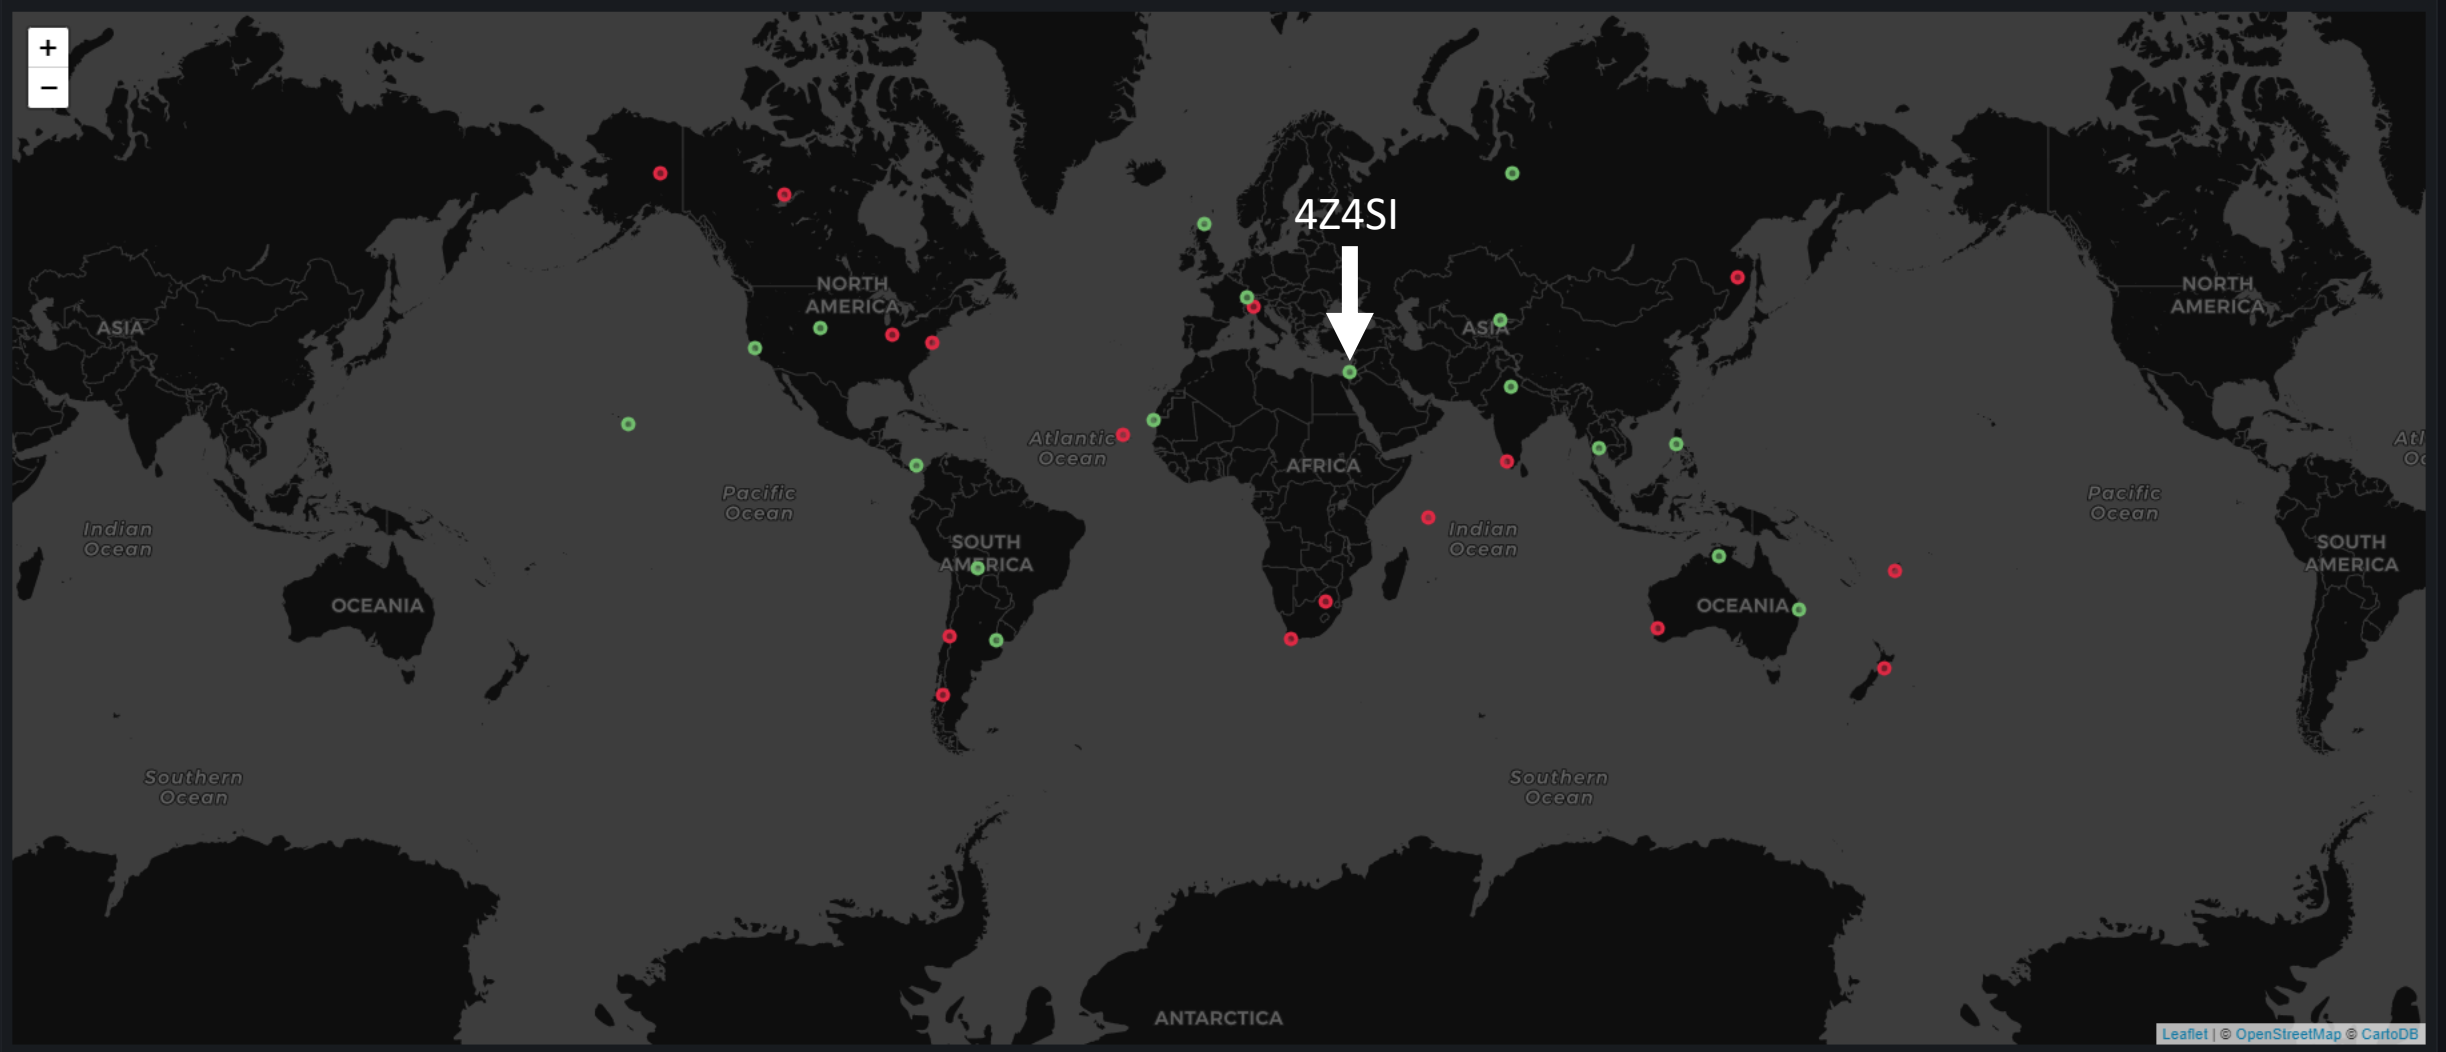 +
−
4Z4SI
NORTH
AMERICA
NORTH
AMERICA
ASIA
ASIA
Atlantic
Ocean
Atl
Oc
AFRICA
Pacific
Ocean
Pacific
Ocean
Indian
Ocean
Indian
Ocean
SOUTH
AMERICA
SOUTH
AMERICA
OCEANIA
OCEANIA
Southern
Ocean
Southern
Ocean
ANTARCTICA
Leaflet | © OpenStreetMap © CartoDB